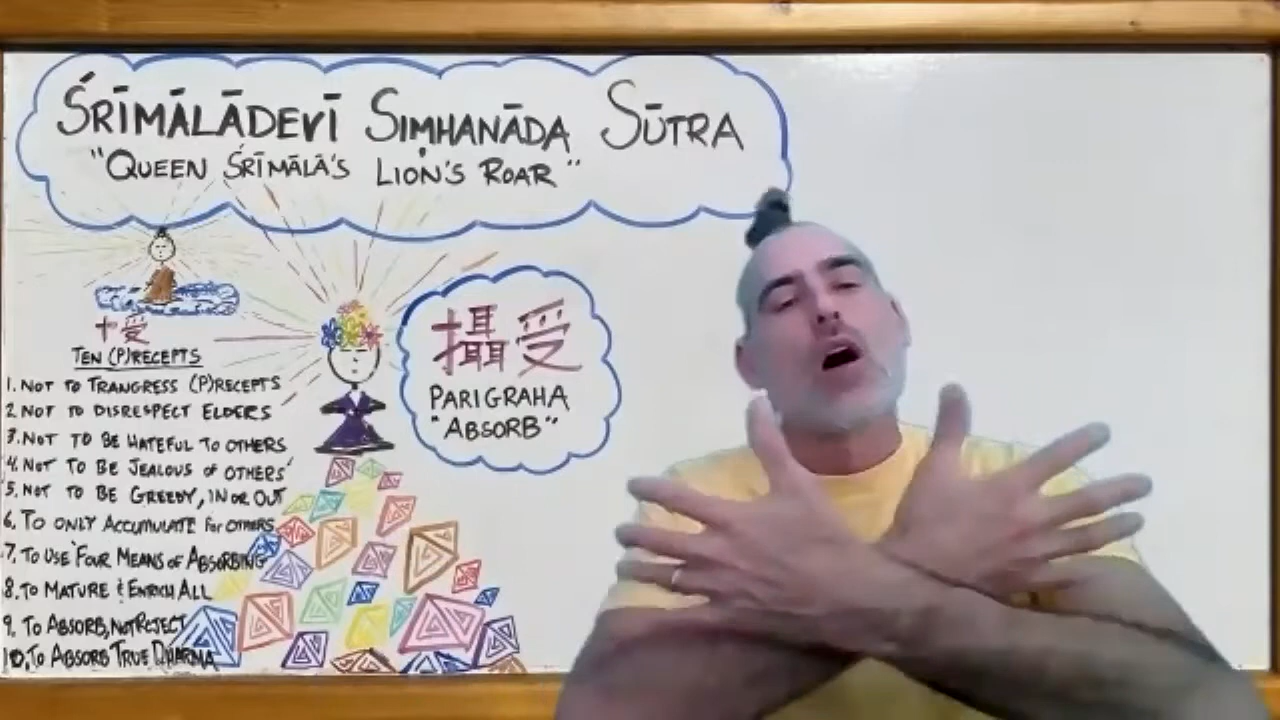 ŚRĪMĀLĀDEVĪ SIṂHANĀDA SŪTRA
"QUEEN ŚRĪMĀLĀ'S LION'S ROAR"
十受
TEN (P)RECEPTS
1. NOT TO TRANGRESS (P)RECEPTS
2. NOT TO DISRESPECT ELDERS
3. NOT TO BE HATEFUL TO OTHERS
4. NOT TO BE JEALOUS OF OTHERS'
5. NOT TO BE GREEDY, IN OR OUT
6. TO ONLY ACCUMULATE FOR OTHERS
7. TO USE 'FOUR MEANS OF ABSORBING'
8. TO MATURE & ENRICH ALL
9. TO ABSORB, NOT REJECT
10. TO ABSORB TRUE DHARMA
攝受
PARIGRAHA
"ABSORB"